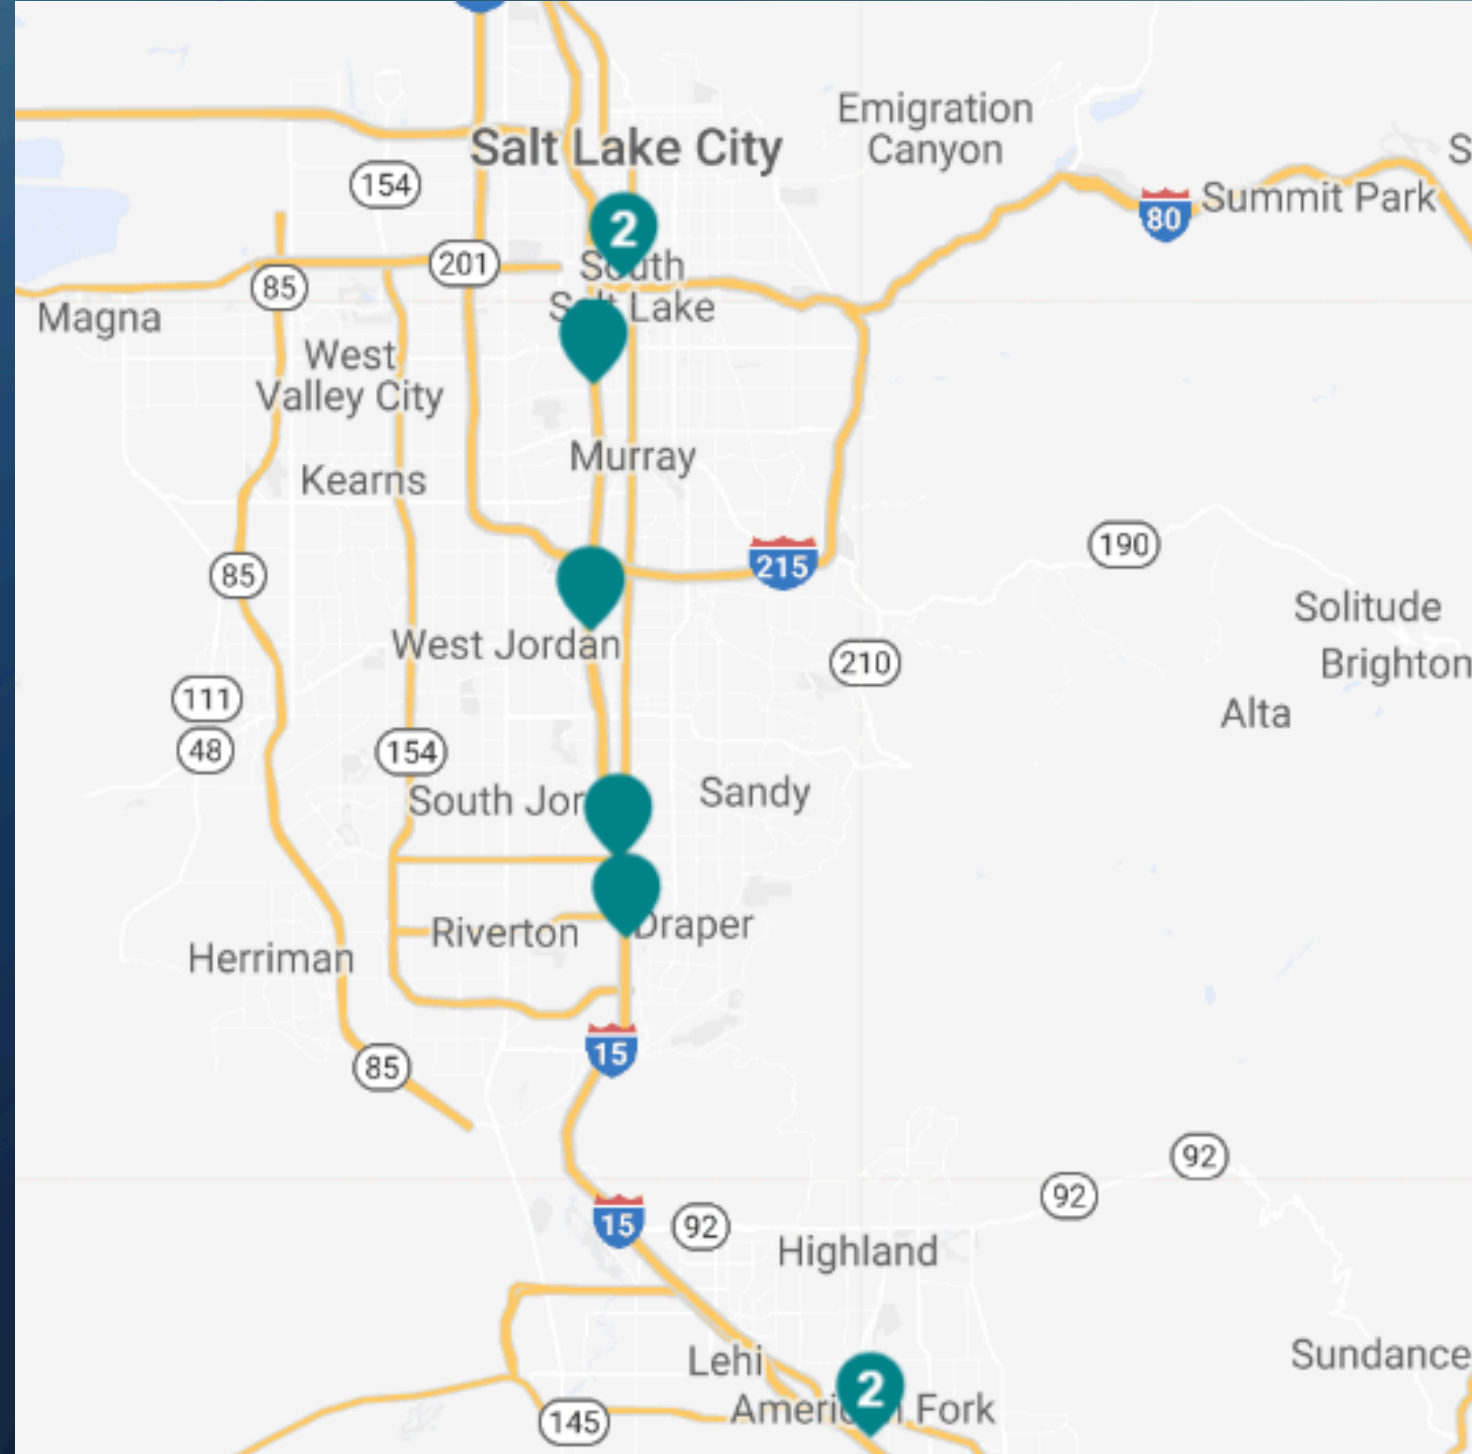 Emigration
Canyon
Salt Lake City
S
154
80
Summit Park
2
201
South
85
Salt Lake
Magna
West
Valley City
Murray
Kearns
190
215
85
Solitude
West Jordan
210
Brighton
111
Alta
48
154
Sandy
South Jor
Draper
Riverton
Herriman
15
85
92
92
15
92
Highland
Sundance
Lehi
2
American Fork
145